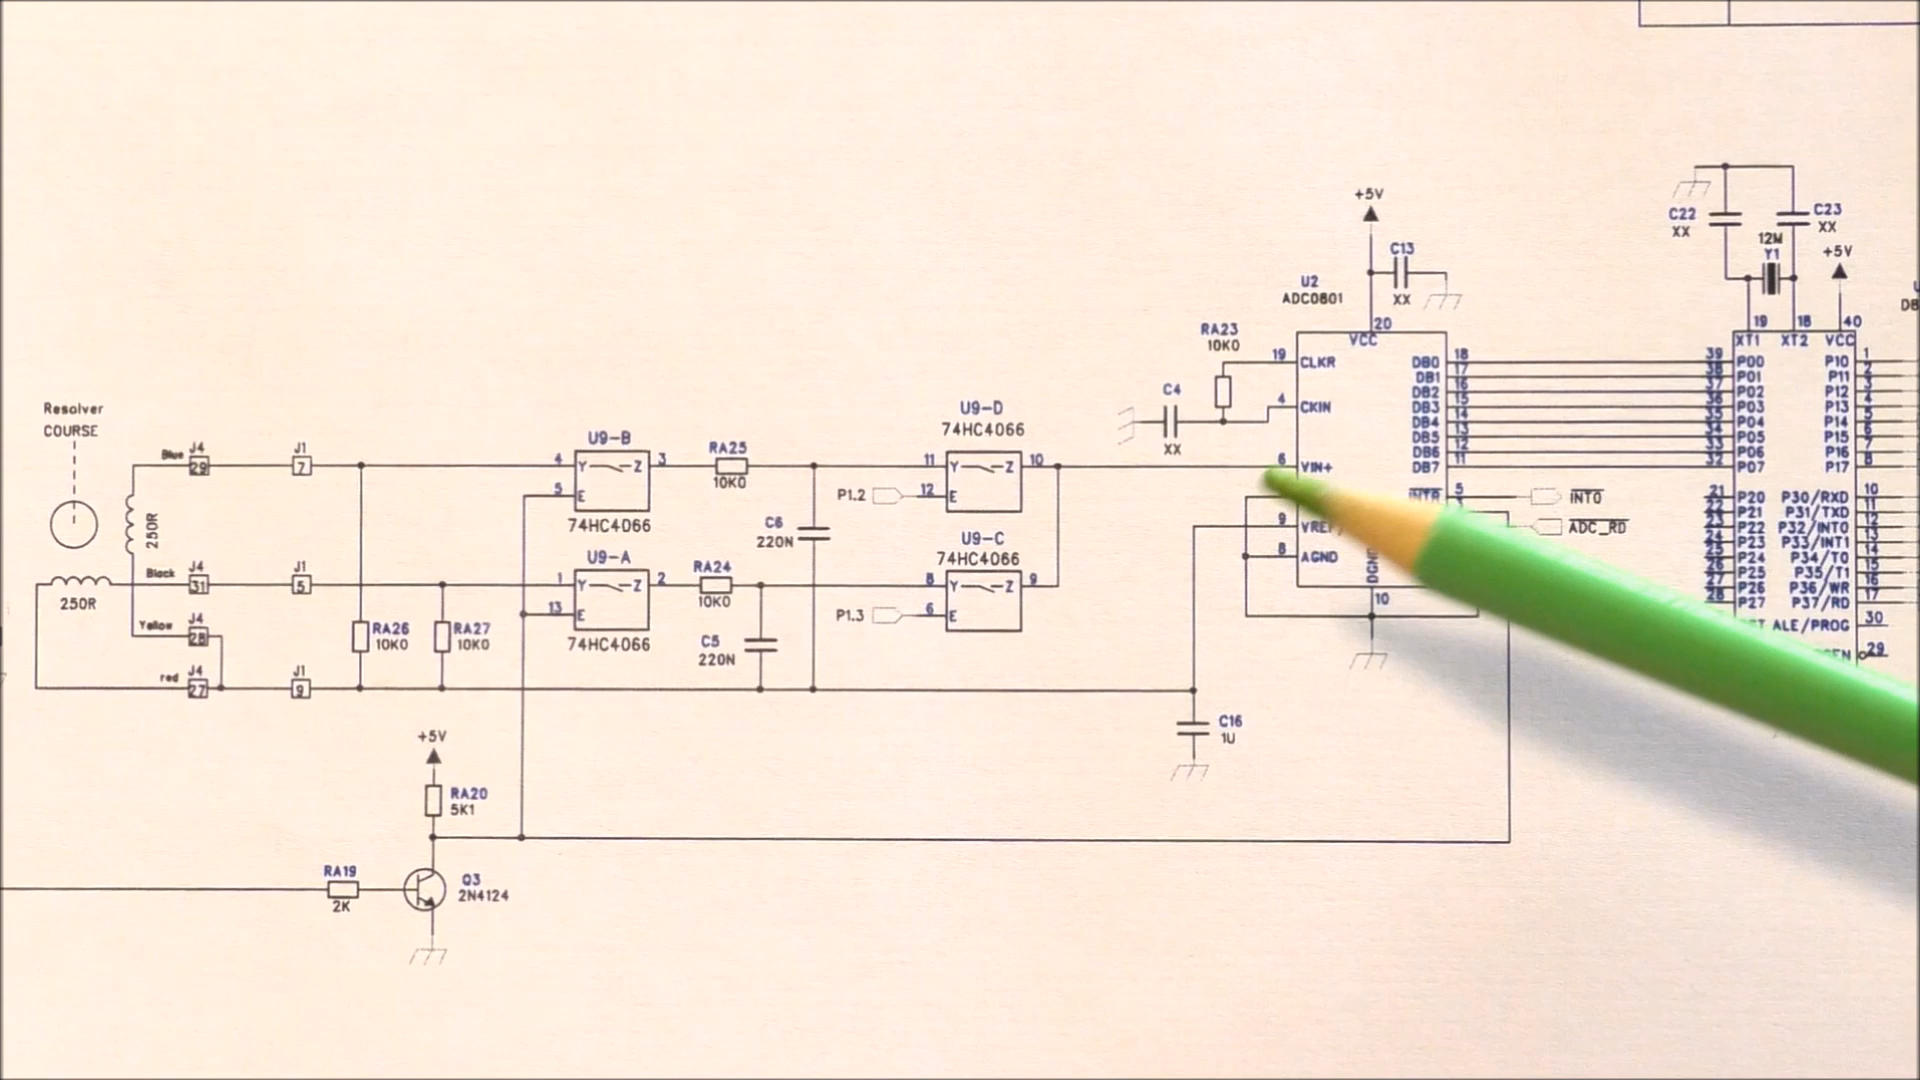 +5V
C22
XX
C23
XX
12M
Y1
+5V
C13
XX
U2
ADC0801
RA23
10K0
C4
XX
20
VCC
19 CLKR
4 CKIN
6 VIN+
9
8 AGND
10
DB0 18
DB1 17
DB2 16
DB3 15
DB4 14
DB5 13
DB6 12
DB7 11
5
INT0
ADC_RD
19 18 40
XT1 XT2 VCC
39 P00 P10 1
38 P01 P11 2
37 P02 P12 3
36 P03 P13 4
35 P04 P14 5
34 P05 P15 6
33 P06 P16 7
32 P07 P17 8
21 P20 P30/RXD 10
22 P21 P31/TXD 11
23 P22 P32/INT0 12
24 P23 P33/INT1 13
25 P24 P34/T0 14
26 P25 P35/T1 15
27 P26 P36/WR 16
28 P27 P37/RD 17
ALE/PROG 30
29
Resolver
COURSE
Blue
J4
29
J1
7
250R
Black
J4
31
J1
5
250R
Yellow
J4
28
red
J4
27
J1
9
RA26
10K0
RA27
10K0
U9-B
4 Y Z 3
5 E
74HC4066
U9-A
1 Y Z 2
13 E
74HC4066
RA25
10K0
RA24
10K0
C6
220N
C5
220N
U9-D
74HC4066
11 Y Z 10
P1.2 12 E
U9-C
74HC4066
8 Y Z 9
P1.3 6 E
C16
1U
+5V
RA20
5K1
RA19
2K
Q3
2N4124